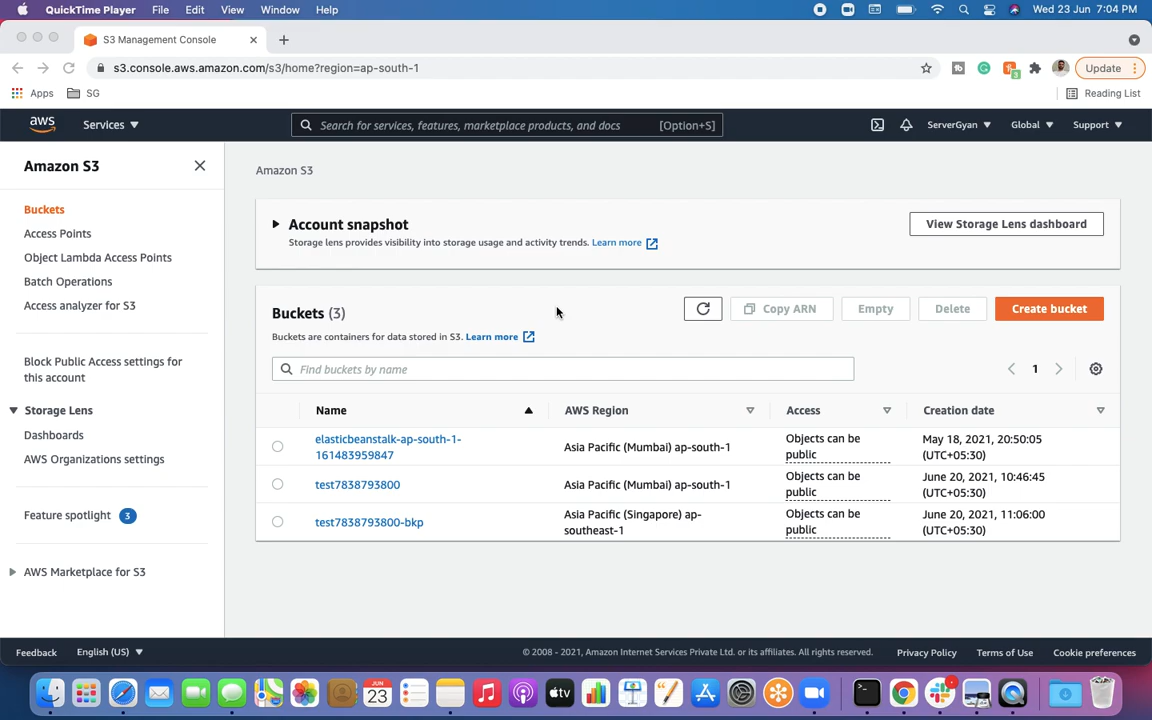 QuickTime Player File Edit View Window Help Wed 23 Jun 7:04 PM
S3 Management Console
s3.console.aws.amazon.com/s3/home?region=ap-south-1 Update
Apps SG Reading List
aws Services Search for services, features, marketplace products, and docs [Option+S] ServerGyan Global Support
Amazon S3
Buckets
Access Points
Object Lambda Access Points
Batch Operations
Access analyzer for S3
Block Public Access settings for
this account
Storage Lens
Dashboards
AWS Organizations settings
Feature spotlight 3
AWS Marketplace for S3
Amazon S3
Account snapshot View Storage Lens dashboard
Storage lens provides visibility into storage usage and activity trends. Learn more
Buckets (3) Copy ARN Empty Delete Create bucket
Buckets are containers for data stored in S3. Learn more
Find buckets by name 1
Name AWS Region Access Creation date
elasticbeanstalk-ap-south-1-
161483959847 Asia Pacific (Mumbai) ap-south-1 Objects can be
public May 18, 2021, 20:50:05
(UTC+05:30)
test7838793800 Asia Pacific (Mumbai) ap-south-1 Objects can be
public June 20, 2021, 10:46:45
(UTC+05:30)
test7838793800-bkp Asia Pacific (Singapore) ap-
southeast-1 Objects can be
public June 20, 2021, 11:06:00
(UTC+05:30)
Feedback English (US) © 2008 - 2021, Amazon Internet Services Private Ltd. or its affiliates. All rights reserved. Privacy Policy Terms of Use Cookie preferences
JUN
23
tv